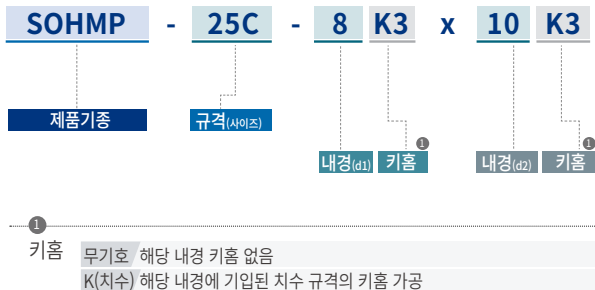 SOHMP - 25C - 8 K3 x 10 K3
제품기종 규격(사이즈)
내경(d1) 키홈 1 내경(d2) 키홈 1
1
키홈 무기호 해당 내경 키홈 없음
K(치수) 해당 내경에 기입된 치수 규격의 키홈 가공